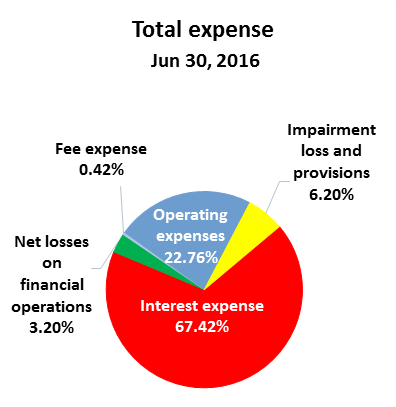 Total expense
Jun 30, 2016
Impairment
loss and
provisions
6.20%
Fee expense
0.42%
Operating
expenses
22.76%
Net losses
on
financial
operations
3.20%
Interest expense
67.42%